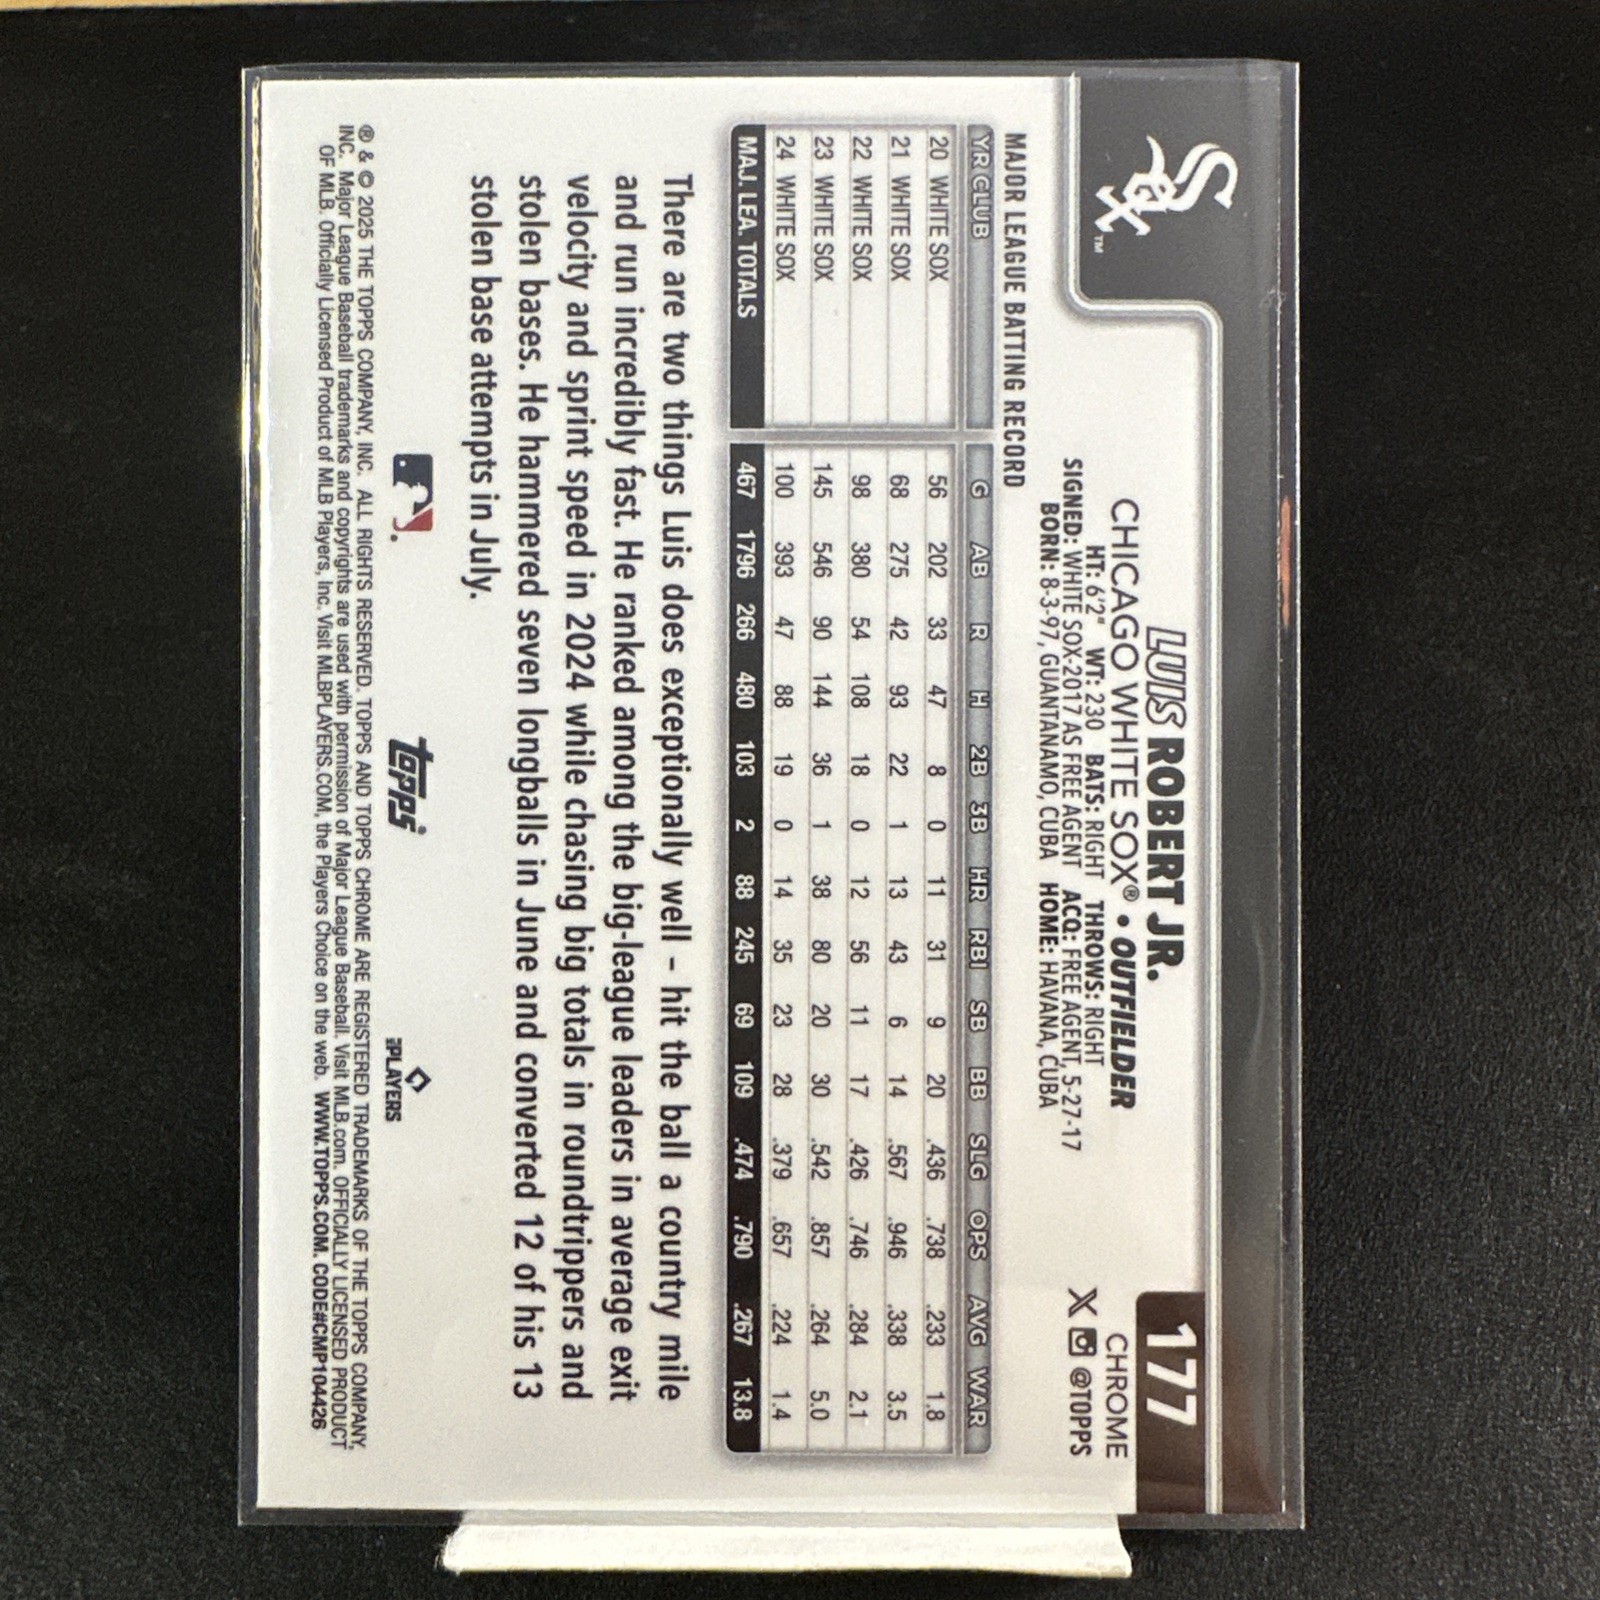 Sox™
177
CHROME
X @TOPPS
LUIS ROBERT JR.
CHICAGO WHITE SOX® • OUTFIELDER
HT: 6'2" WT: 230 BATS: RIGHT THROWS: RIGHT
SIGNED: WHITE SOX-2017 AS FREE AGENT ACQ: FREE AGENT, 5-27-17
BORN: 8-3-97, GUANTANAMO, CUBA HOME: HAVANA, CUBA
MAJOR LEAGUE BATTING RECORD
YR CLUB G AB R H 2B 3B HR RBI SB BB SLG OPS AVG WAR
20 WHITE SOX 56 202 33 47 8 0 11 31 9 20 .436 .738 .233 1.8
21 WHITE SOX 68 275 42 93 22 1 13 43 6 14 .567 .946 .338 3.5
22 WHITE SOX 98 380 54 108 18 0 12 56 11 17 .426 .746 .284 2.1
23 WHITE SOX 145 546 90 144 36 1 38 80 20 30 .542 .857 .264 5.0
24 WHITE SOX 100 393 47 88 19 0 14 35 23 28 .379 .657 .224 1.4
MAJ. LEA. TOTALS 467 1796 266 480 103 2 88 245 69 109 .474 .790 .267 13.8
There are two things Luis does exceptionally well – hit the ball a country mile
and run incredibly fast. He ranked among the big-league leaders in average exit
velocity and sprint speed in 2024 while chasing big totals in roundtrippers and
stolen bases. He hammered seven longballs in June and converted 12 of his 13
stolen base attempts in July.
topps
PLAYERS
® & © 2025 THE TOPPS COMPANY, INC. ALL RIGHTS RESERVED. TOPPS AND TOPPS CHROME ARE REGISTERED TRADEMARKS OF THE TOPPS COMPANY,
INC. Major League Baseball trademarks and copyrights are used with permission of Major League Baseball. Visit MLB.com. OFFICIALLY LICENSED PRODUCT
OF MLB. Officially Licensed Product of MLB Players, Inc. Visit MLBPLAYERS.COM, the Players Choice on the web. WWW.TOPPS.COM. CODE#CMP104426